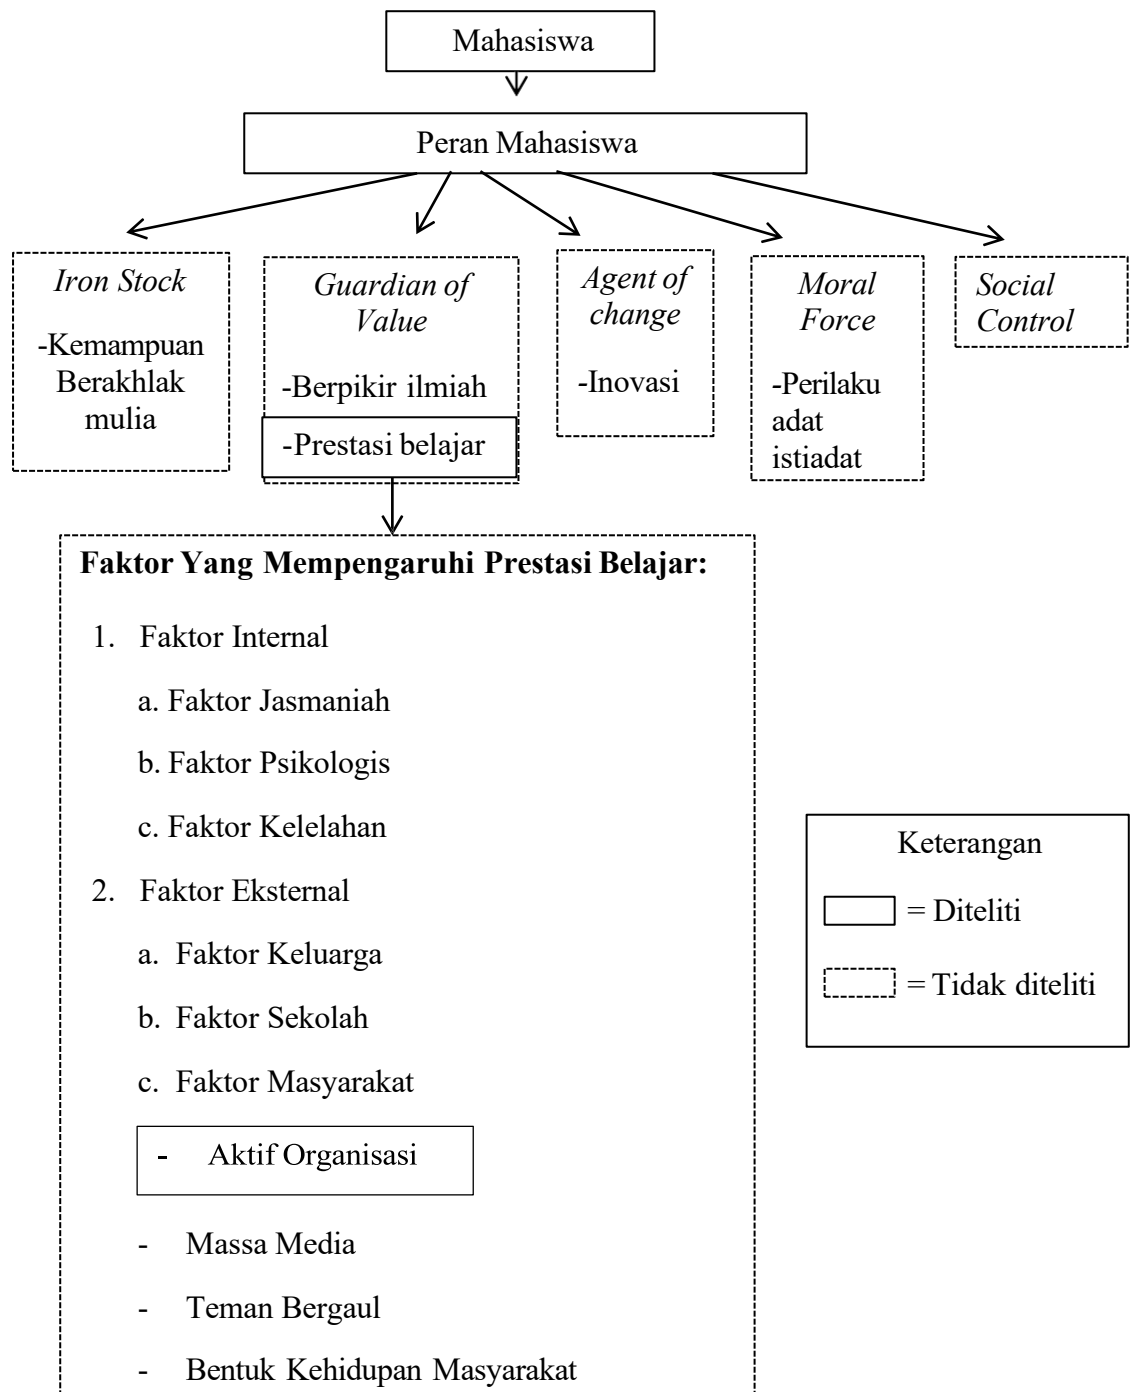 Mahasiswa
Peran Mahasiswa
Iron Stock
-Kemampuan
Berakhlak
mulia
Guardian of
Value
-Berpikir ilmiah
-Prestasi belajar
Agent of
change
-Inovasi
Moral
Force
-Perilaku
adat
istiadat
Social
Control
Faktor Yang Mempengaruhi Prestasi Belajar:
1. Faktor Internal
a. Faktor Jasmaniah
b. Faktor Psikologis
c. Faktor Kelelahan
2. Faktor Eksternal
a. Faktor Keluarga
b. Faktor Sekolah
c. Faktor Masyarakat
- Aktif Organisasi
- Massa Media
- Teman Bergaul
- Bentuk Kehidupan Masyarakat
Keterangan
= Diteliti
= Tidak diteliti